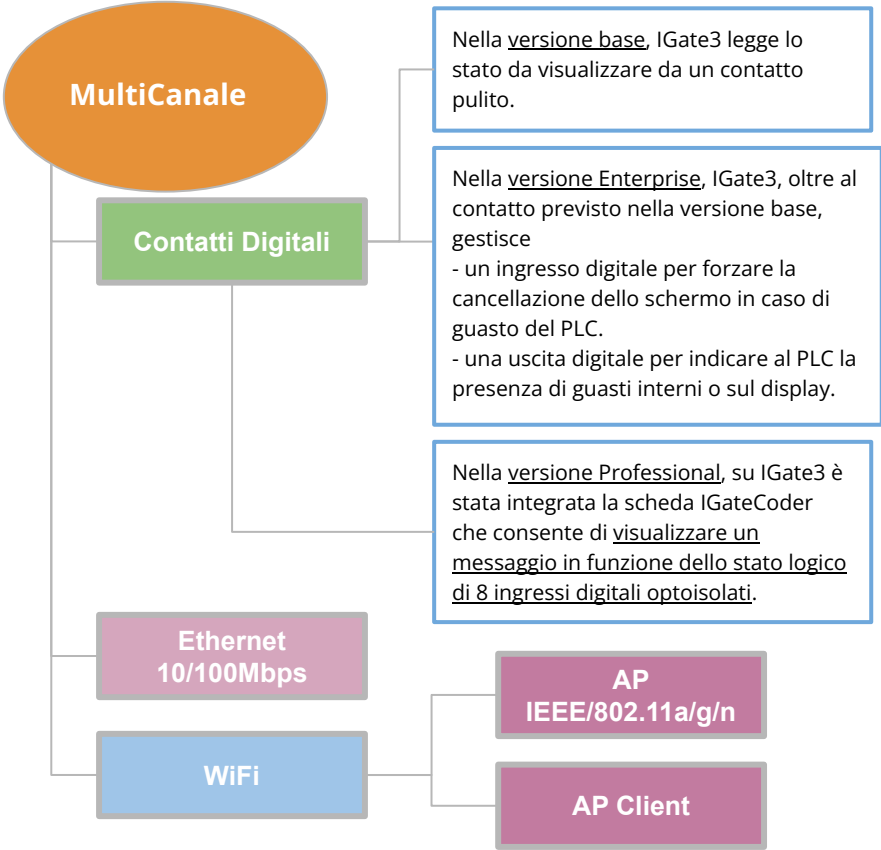 MultiCanale
Nella versione base, IGate3 legge lo
stato da visualizzare da un contatto
pulito.
Contatti Digitali
Nella versione Enterprise, IGate3, oltre al
contatto previsto nella versione base,
gestisce
- un ingresso digitale per forzare la
cancellazione dello schermo in caso di
guasto del PLC.
- una uscita digitale per indicare al PLC la
presenza di guasti interni o sul display.
Nella versione Professional, su IGate3 è
stata integrata la scheda IGateCoder
che consente di visualizzare un
messaggio in funzione dello stato logico
di 8 ingressi digitali optoisolati.
Ethernet
10/100Mbps
WiFi
AP
IEEE/802.11a/g/n
AP Client